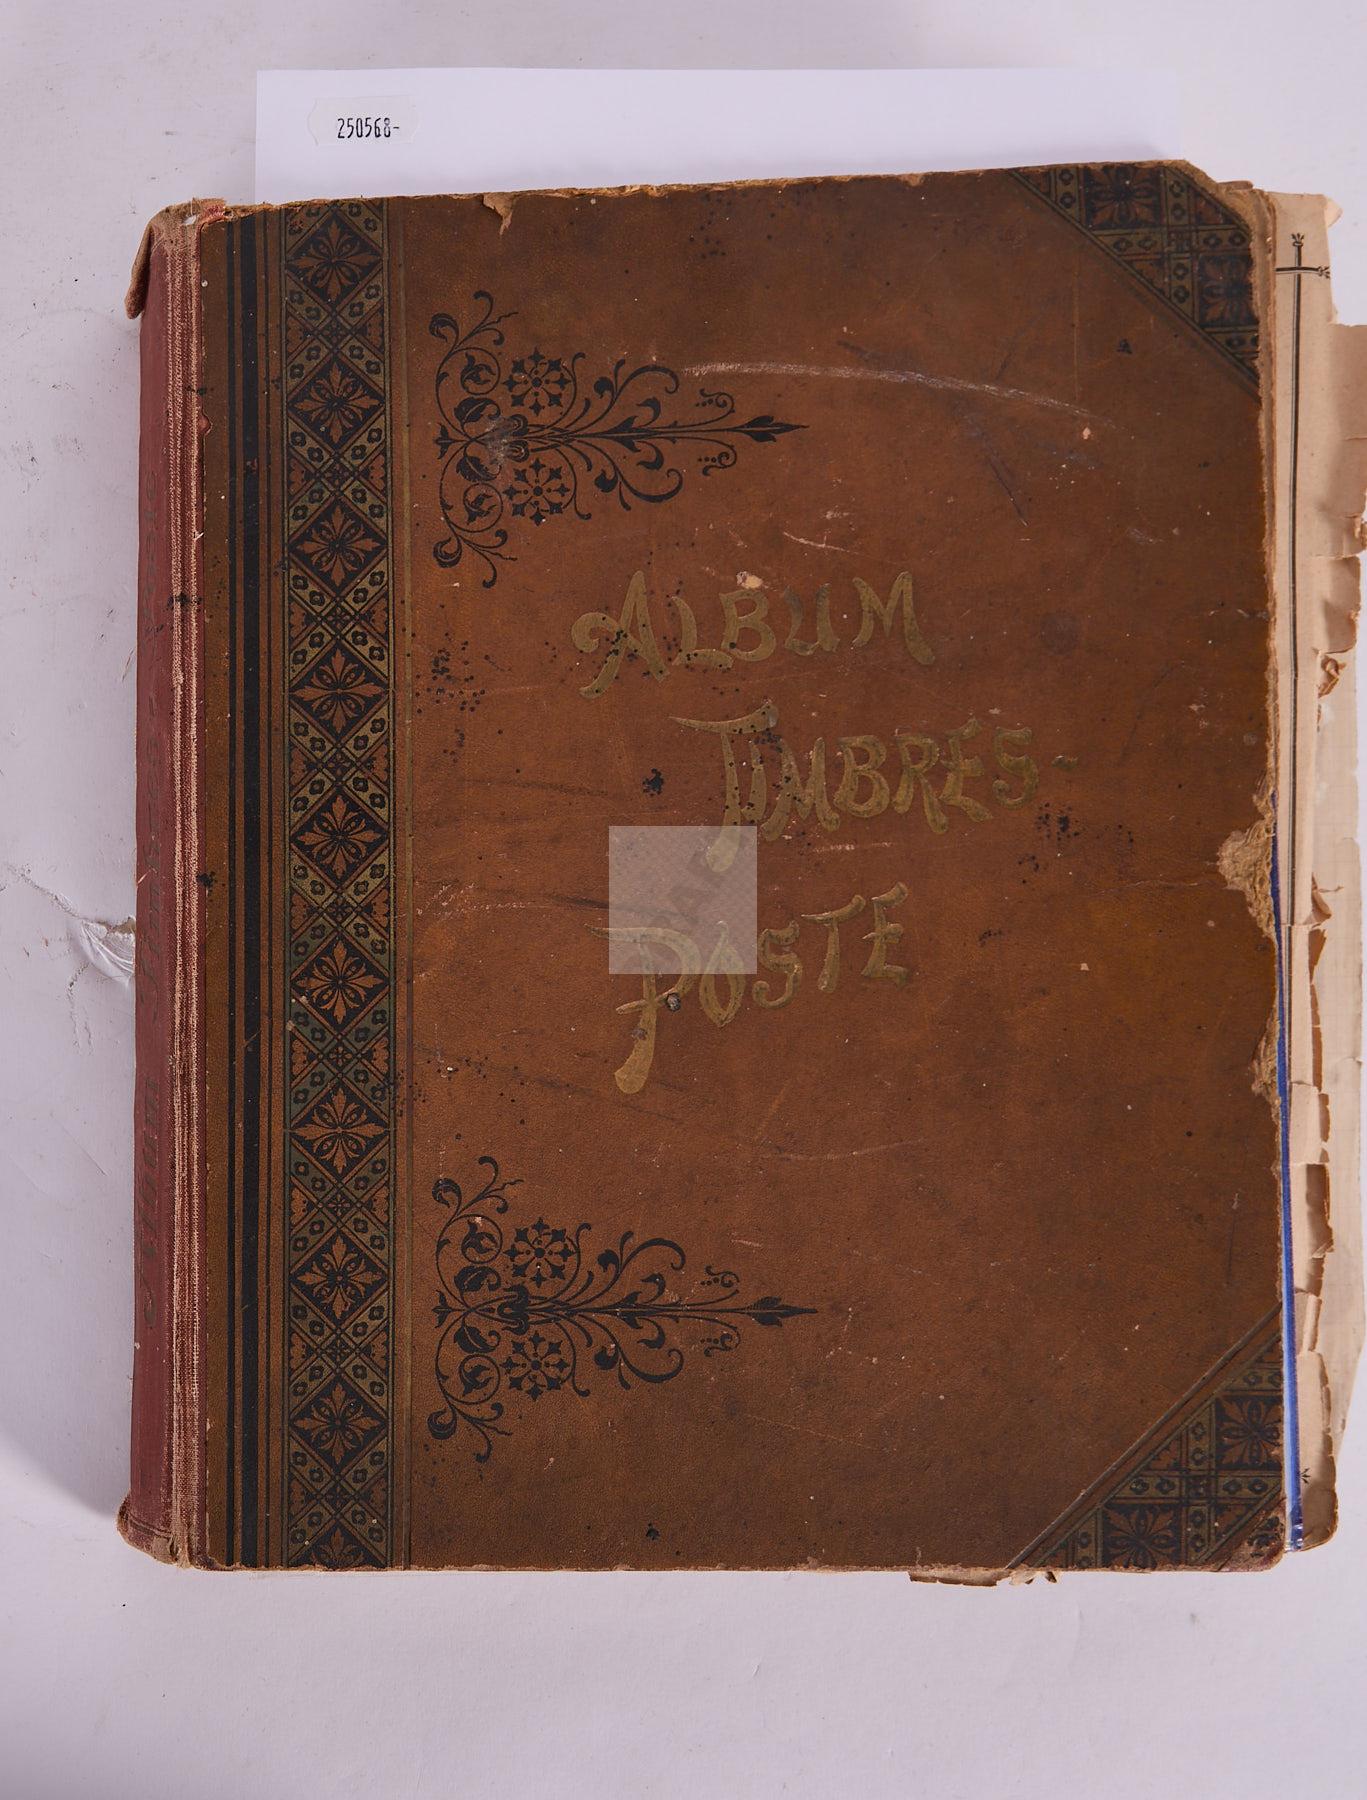 250568-
ALBUM
TIMBRES-
POSTE